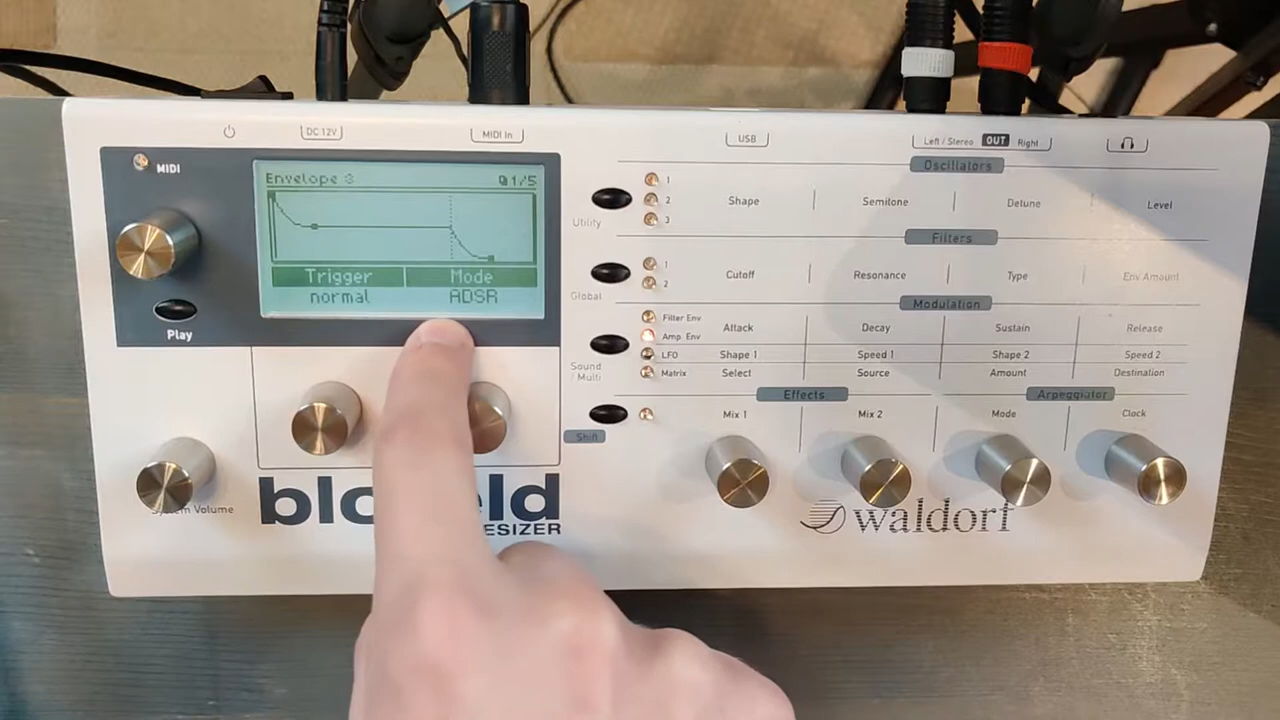 DC 12V
MIDI In
USB
Left / Stereo OUT Right
MIDI
Play
Envelope 3
1/5
Trigger Mode
normal ADSR
System Volume
Utility
Global
Sound / Multi
Shift
Oscillators
1
2
3
Shape Semitone Detune Level
Filters
1
2
Cutoff Resonance Type Env Amount
Modulation
Filter Env
Amp Env
LFO
Matrix
Attack Decay Sustain Release
Shape 1 Speed 1 Shape 2 Speed 2
Select Source Amount Destination
Effects Arpeggiator
Mix 1 Mix 2 Mode Clock
waldorf